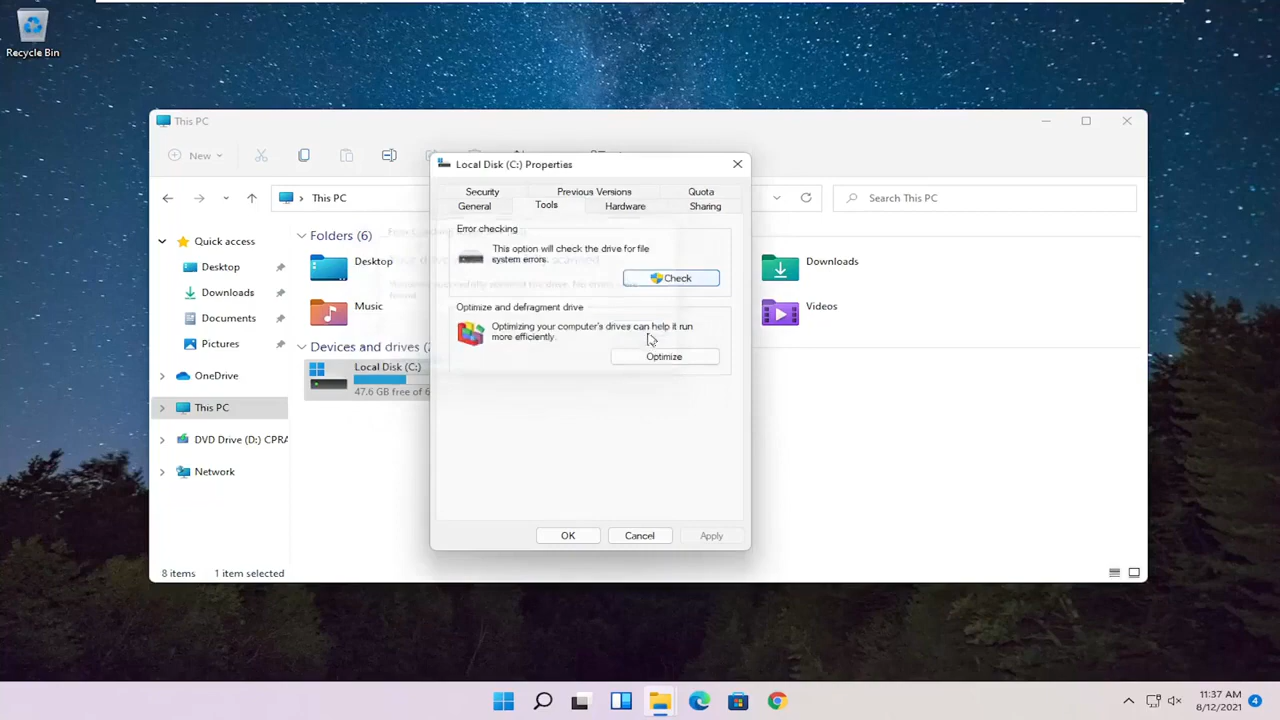 Recycle Bin
This PC
New
Local Disk (C:) Properties
Security
Previous Versions
Quota
General
Tools
Hardware
Sharing
This PC
Search This PC
Quick access
Desktop
Downloads
Documents
Pictures
OneDrive
This PC
DVD Drive (D:) CPRA
Network
Folders (6)
Desktop
Music
Downloads
Videos
Devices and drives
Local Disk (C:)
47.6 GB free of 6
Error checking
This option will check the drive for file
system errors.
Check
Optimize and defragment drive
Optimizing your computer's drives can help it run
more efficiently.
Optimize
OK
Cancel
Apply
8 items
1 item selected
11:37 AM
8/12/2021
4